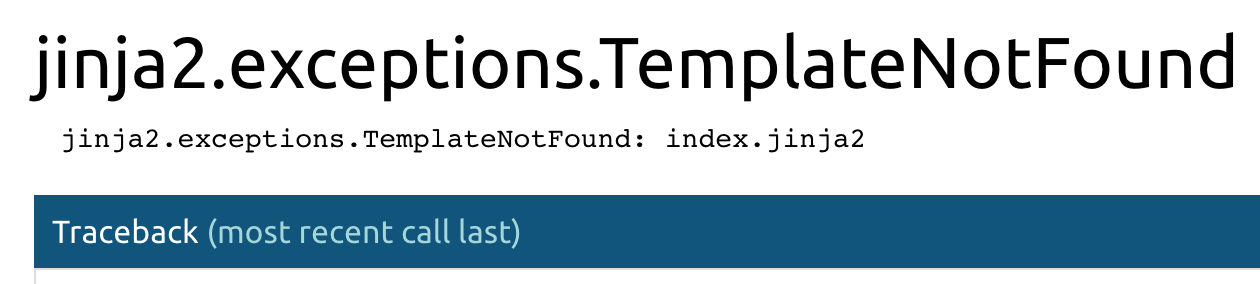 jinja2.exceptions.TemplateNotFound
jinja2.exceptions.TemplateNotFound: index.jinja2
Traceback (most recent call last)